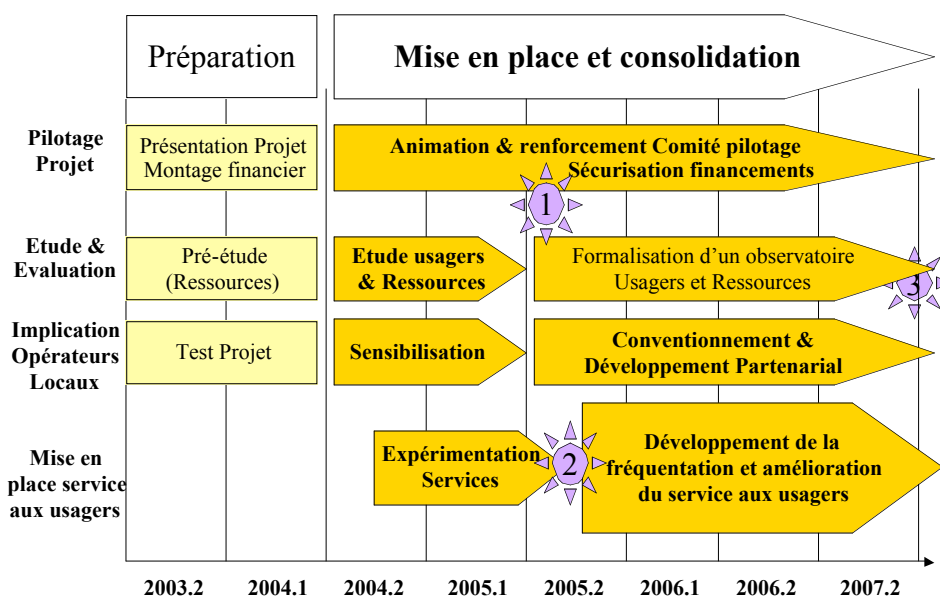 Préparation
Mise en place et consolidation
Pilotage
Projet
Présentation Projet
Montage financier
Animation & renforcement Comité pilotage
Sécurisation financements
1
Etude &
Evaluation
Pré-étude
(Ressources)
Etude usagers
& Ressources
Formalisation d’un observatoire
Usagers et Ressources
3
Implication
Opérateurs
Locaux
Test Projet
Sensibilisation
Conventionnement &
Développement Partenarial
Mise en
place service
aux usagers
Expérimentation
Services
2
Développement de la
fréquentation et amélioration
du service aux usagers
2003.2 2004.1 2004.2 2005.1 2005.2 2006.1 2006.2 2007.2